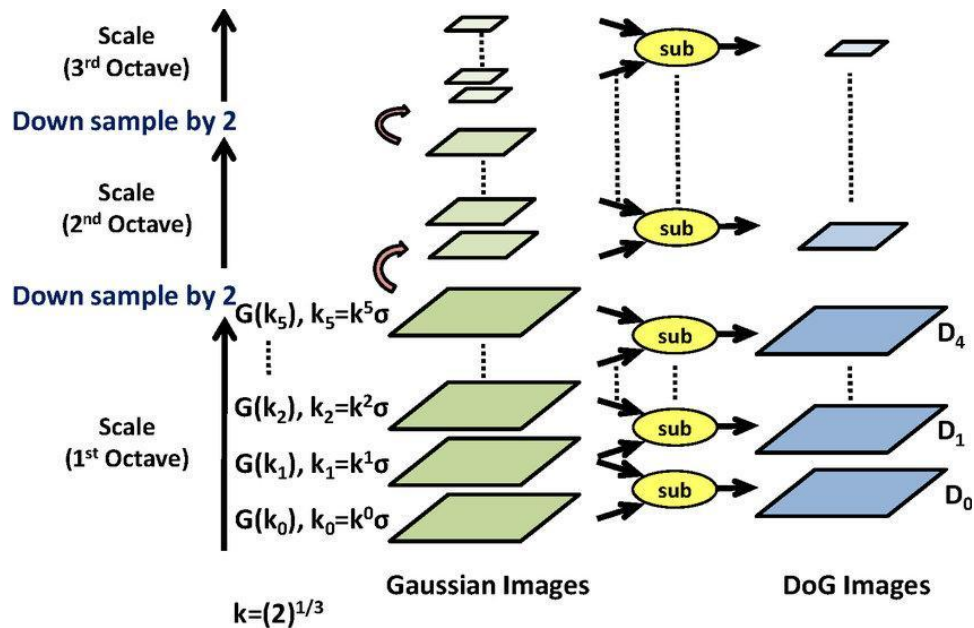 Scale
(3rd Octave)
sub
Down sample by 2
Scale
(2nd Octave)
sub
Down sample by 2
G(k₅), k₅=k⁵σ
sub
D₄
G(k₂), k₂=k²σ
sub
D₁
Scale
(1st Octave)
G(k₁), k₁=k¹σ
sub
D₀
G(k₀), k₀=k⁰σ
Gaussian Images
DoG Images
k=(2)¹/³